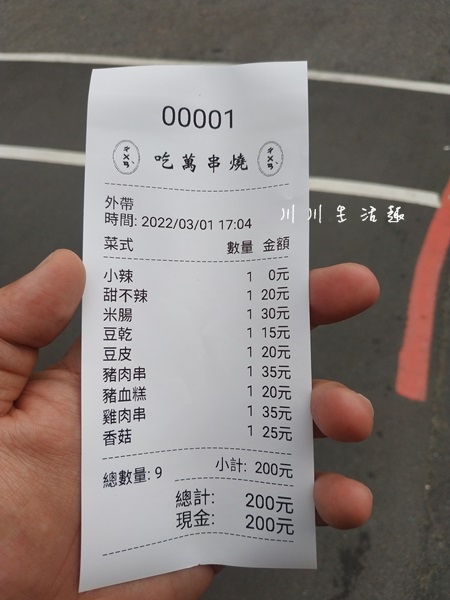 00001
吃萬串燒
外帶
時間: 2022/03/01 17:04
川川生活趣
菜式 數量 金額
小辣 1 0元
甜不辣 1 20元
米腸 1 30元
豆乾 1 15元
豆皮 1 20元
豬肉串 1 35元
豬血糕 1 20元
雞肉串 1 35元
香菇 1 25元
總數量: 9 小計: 200元
總計: 200元
現金: 200元